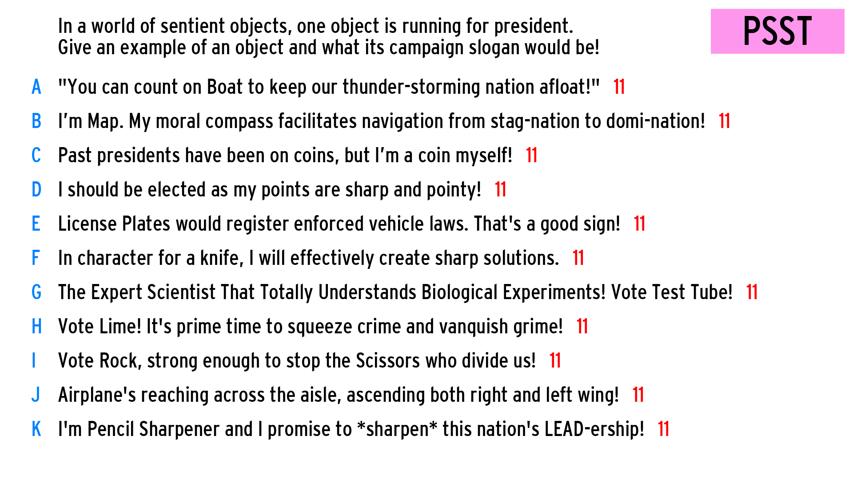 In a world of sentient objects, one object is running for president.
Give an example of an object and what its campaign slogan would be!
PSST
A "You can count on Boat to keep our thunder-storming nation afloat!" 11
B I'm Map. My moral compass facilitates navigation from stag-nation to domi-nation! 11
C Past presidents have been on coins, but I'm a coin myself! 11
D I should be elected as my points are sharp and pointy! 11
E License Plates would register enforced vehicle laws. That's a good sign! 11
F In character for a knife, I will effectively create sharp solutions. 11
G The Expert Scientist That Totally Understands Biological Experiments! Vote Test Tube! 11
H Vote Lime! It's prime time to squeeze crime and vanquish grime! 11
I Vote Rock, strong enough to stop the Scissors who divide us! 11
J Airplane's reaching across the aisle, ascending both right and left wing! 11
K I'm Pencil Sharpener and I promise to *sharpen* this nation's LEAD-ership! 11